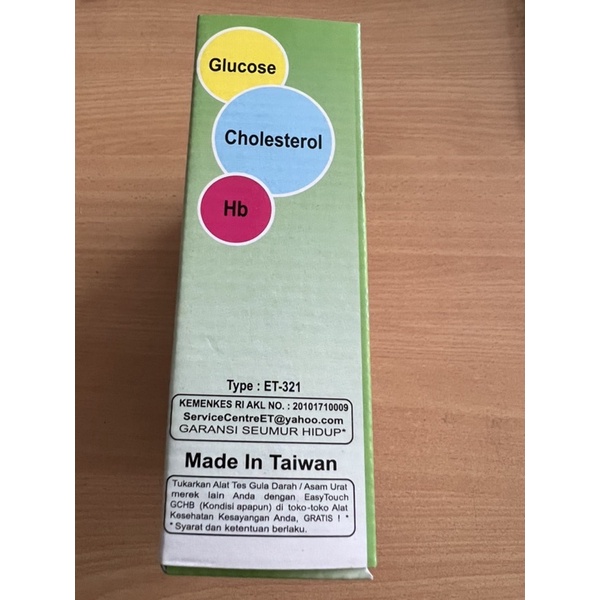 Glucose
Cholesterol
Hb
Type : ET-321
KEMENKES RI AKL NO. : 20101710009
ServiceCentreET@yahoo.com
GARANSI SEUMUR HIDUP*
Made In Taiwan
Tukarkan Alat Tes Gula Darah / Asam Urat
merek lain Anda dengan EasyTouch
GCHB (Kondisi apapun) di toko-toko Alat
Kesehatan Kesayangan Anda, GRATIS ! *
* Syarat dan ketentuan berlaku.